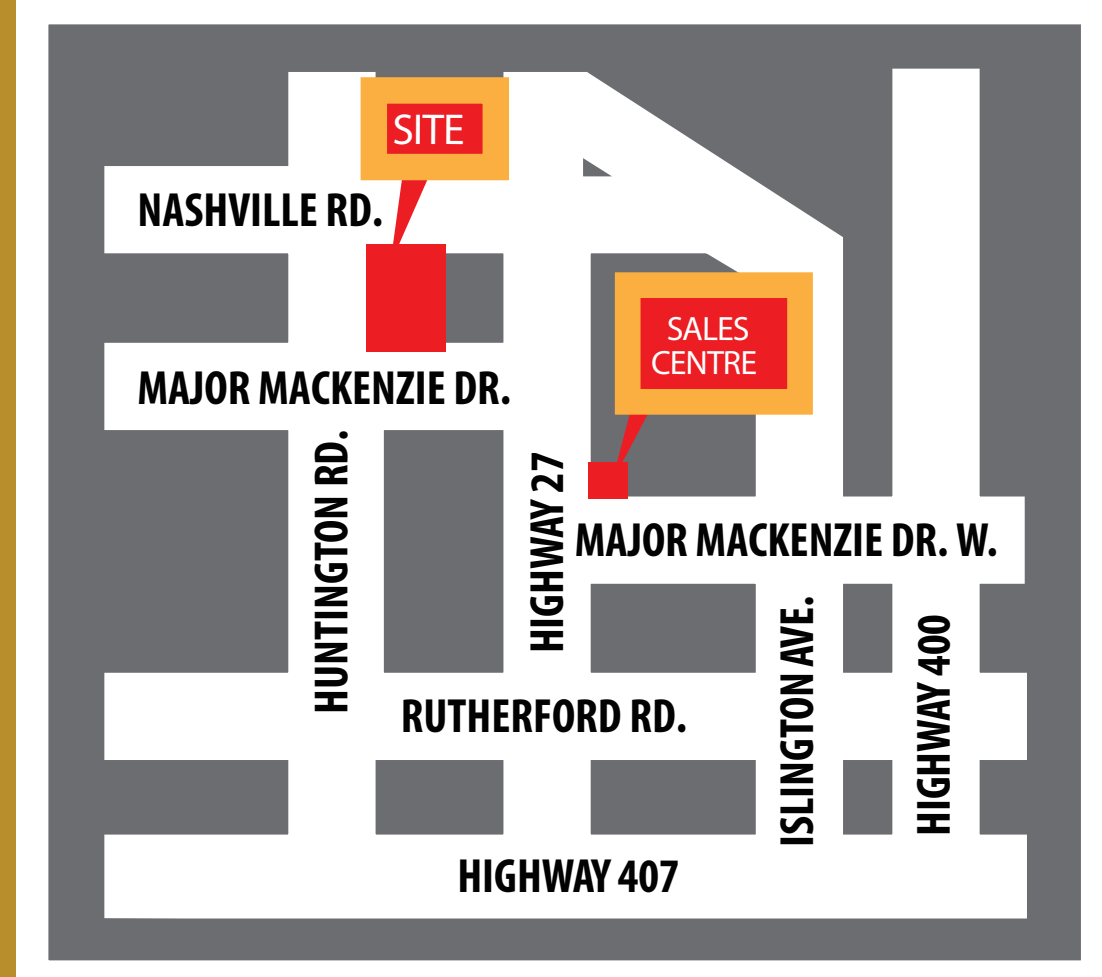 SITE
NASHVILLE RD.
SALES
CENTRE
MAJOR MACKENZIE DR.
HUNTINGTON RD.
HIGHWAY 27
MAJOR MACKENZIE DR. W.
ISLINGTON AVE.
HIGHWAY 400
RUTHERFORD RD.
HIGHWAY 407